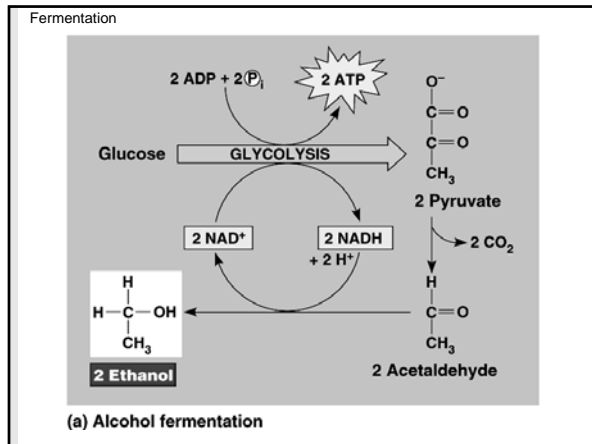 Fermentation
2 ADP + 2 Pi
2 ATP
Glucose
GLYCOLYSIS
O−
C=O
C=O
CH3
2 Pyruvate
2 NAD+
2 NADH
+ 2 H+
2 CO2
H
H—C—OH
CH3
2 Ethanol
H
C=O
CH3
2 Acetaldehyde
(a) Alcohol fermentation